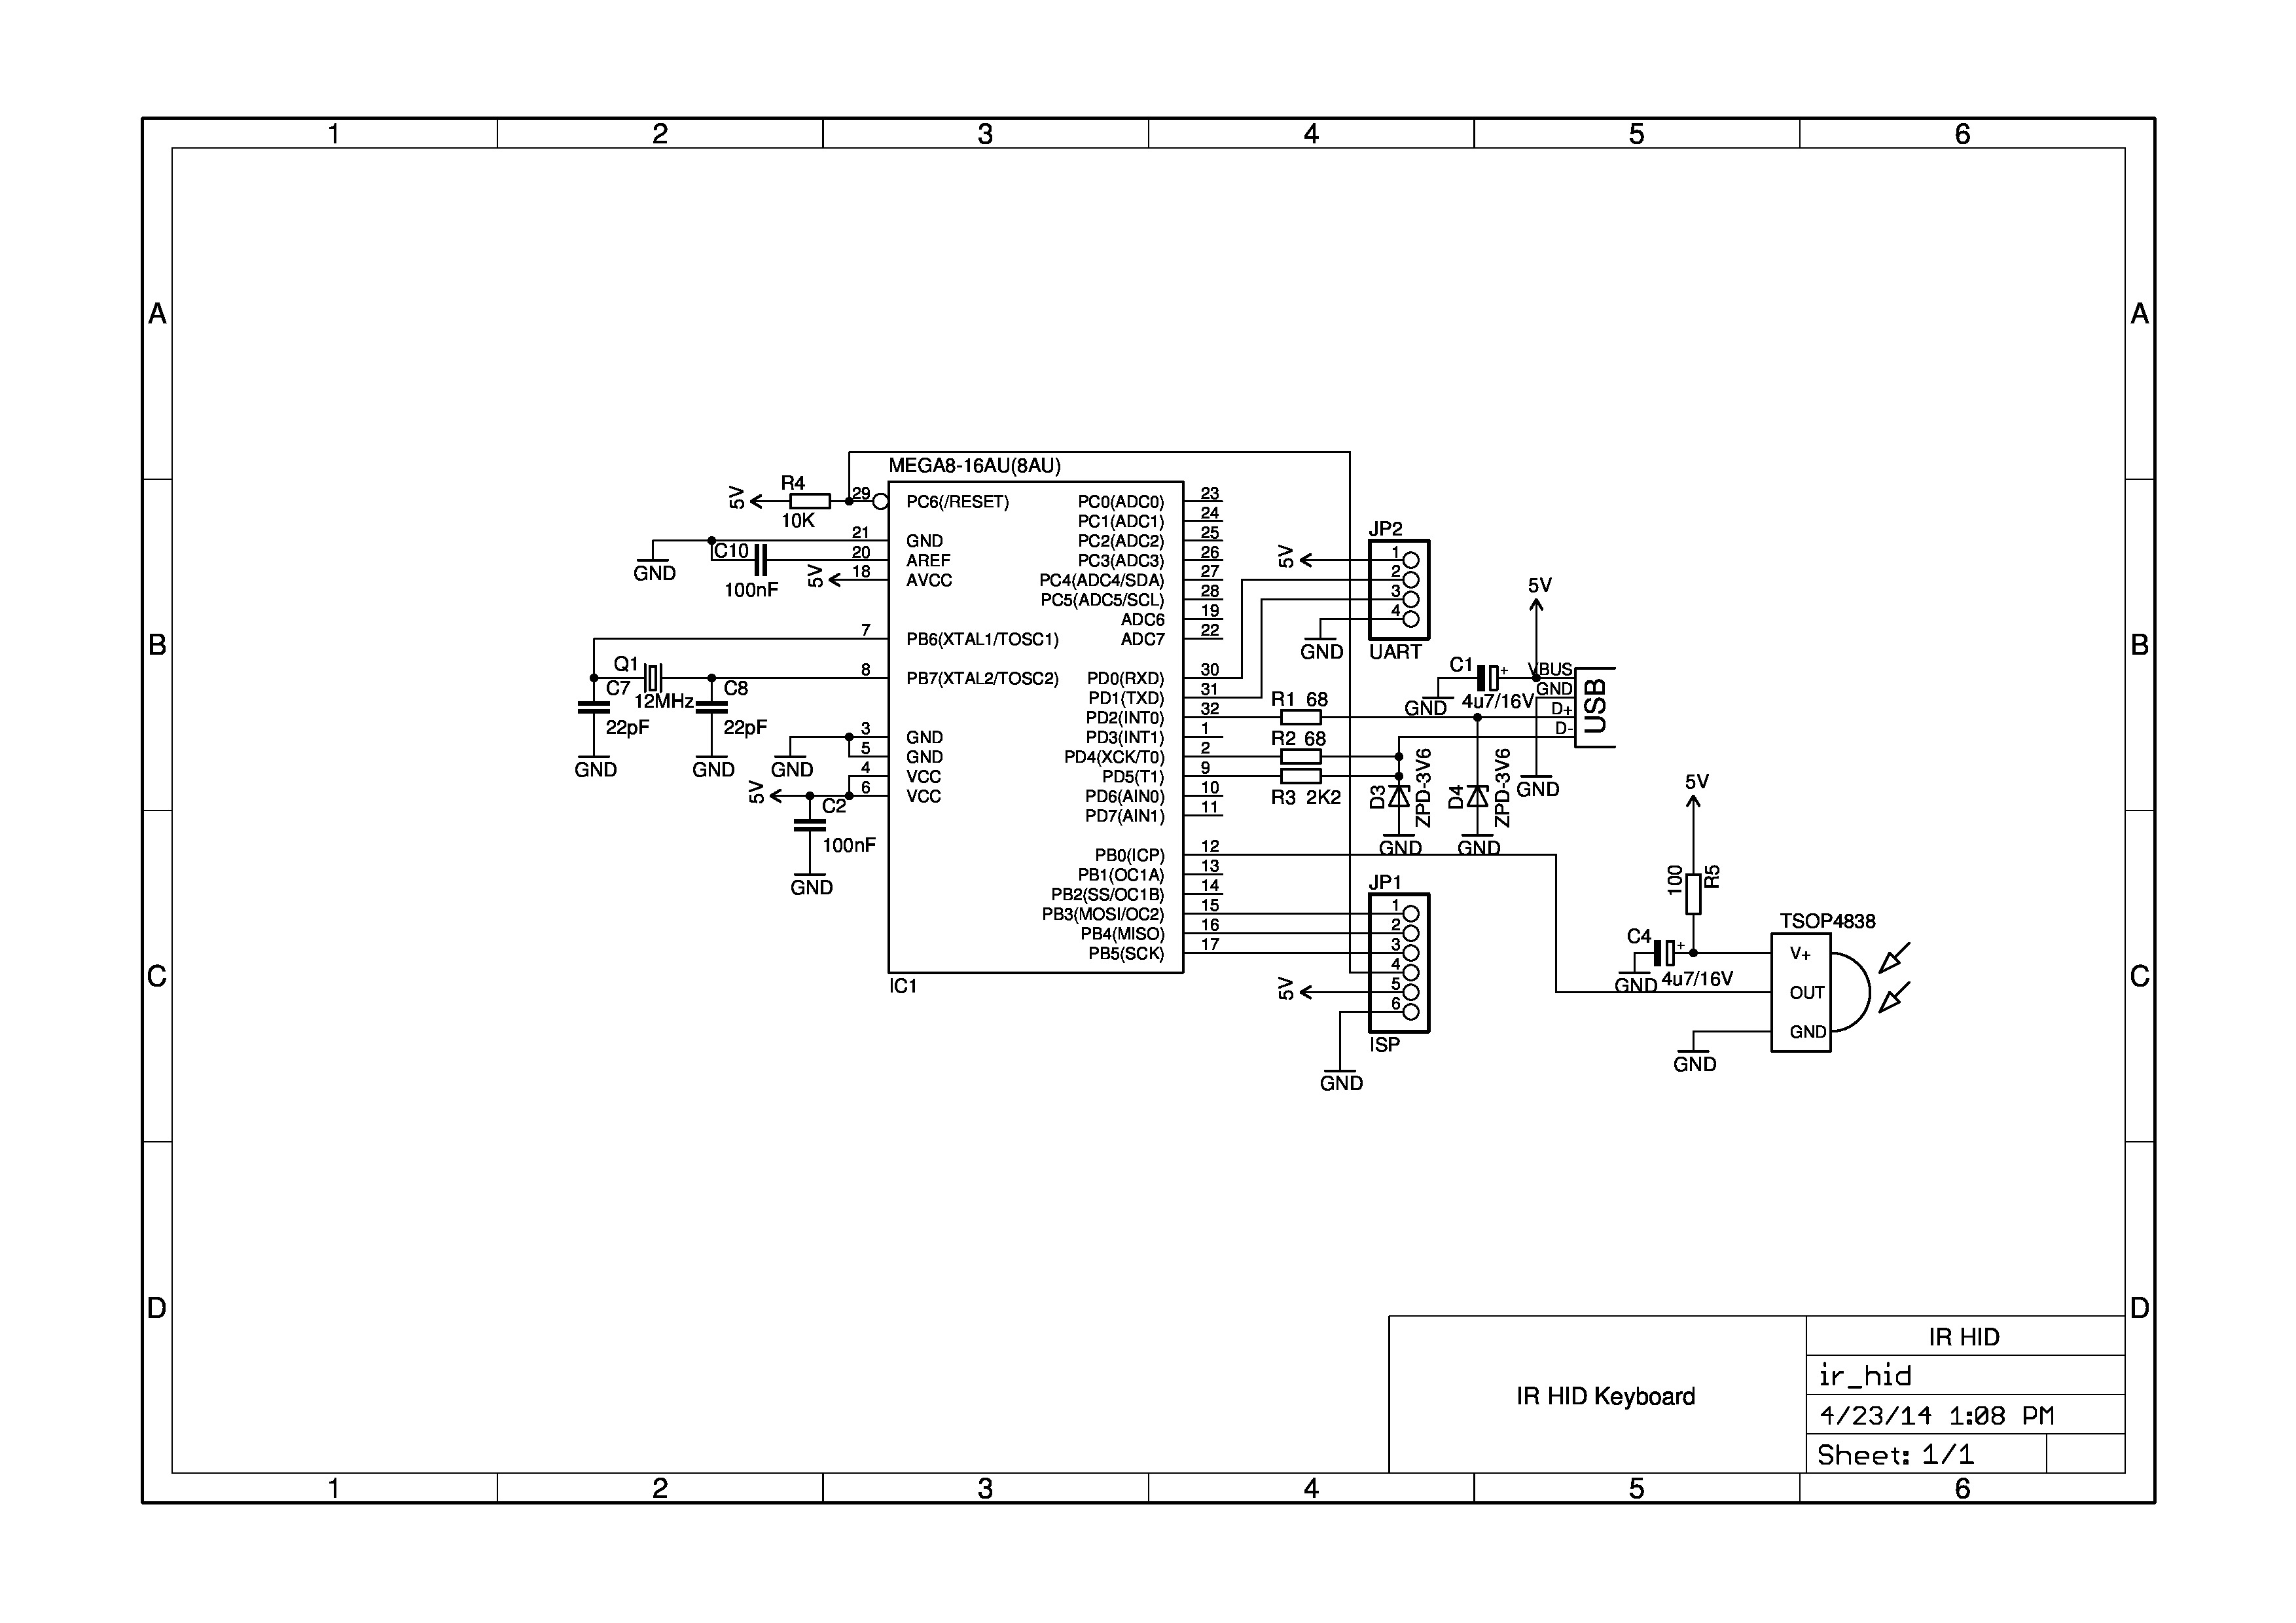 1 2 3 4 5 6
A A
MEGA8-16AU(8AU)
R4
5V
10K
29 PC6(/RESET)
21 GND
20 AREF
18 AVCC
GND
C10
100nF
5V
7 PB6(XTAL1/TOSC1)
8 PB7(XTAL2/TOSC2)
Q1
12MHz
C7
22pF
C8
22pF
GND
GND
GND
3 GND
5 GND
4 VCC
6 VCC
5V
C2
100nF
GND
IC1
PC0(ADC0) 23
PC1(ADC1) 24
PC2(ADC2) 25
PC3(ADC3) 26
PC4(ADC4/SDA) 27
PC5(ADC5/SCL) 28
ADC6 19
ADC7 22
PD0(RXD) 30
PD1(TXD) 31
PD2(INT0) 32
PD3(INT1) 1
PD4(XCK/T0) 2
PD5(T1) 9
PD6(AIN0) 10
PD7(AIN1) 11
PB0(ICP) 12
PB1(OC1A) 13
PB2(SS/OC1B) 14
PB3(MOSI/OC2) 15
PB4(MISO) 16
PB5(SCK) 17
JP2
5V
1
2
3
4
GND
UART
R1 68
R2 68
R3 2K2
5V
C1 +
4u7/16V
GND
VBUS
GND
D+
D-
USB
GND
D3
ZPD-3V6
D4
ZPD-3V6
GND
GND
JP1
1
2
3
4
5
6
5V
ISP
GND
5V
100
R5
TSOP4838
C4 +
4u7/16V
GND
V+
OUT
GND
GND
B B
C C
D D
IR HID Keyboard
IR HID
ir_hid
4/23/14 1:08 PM
Sheet: 1/1
1 2 3 4 5 6